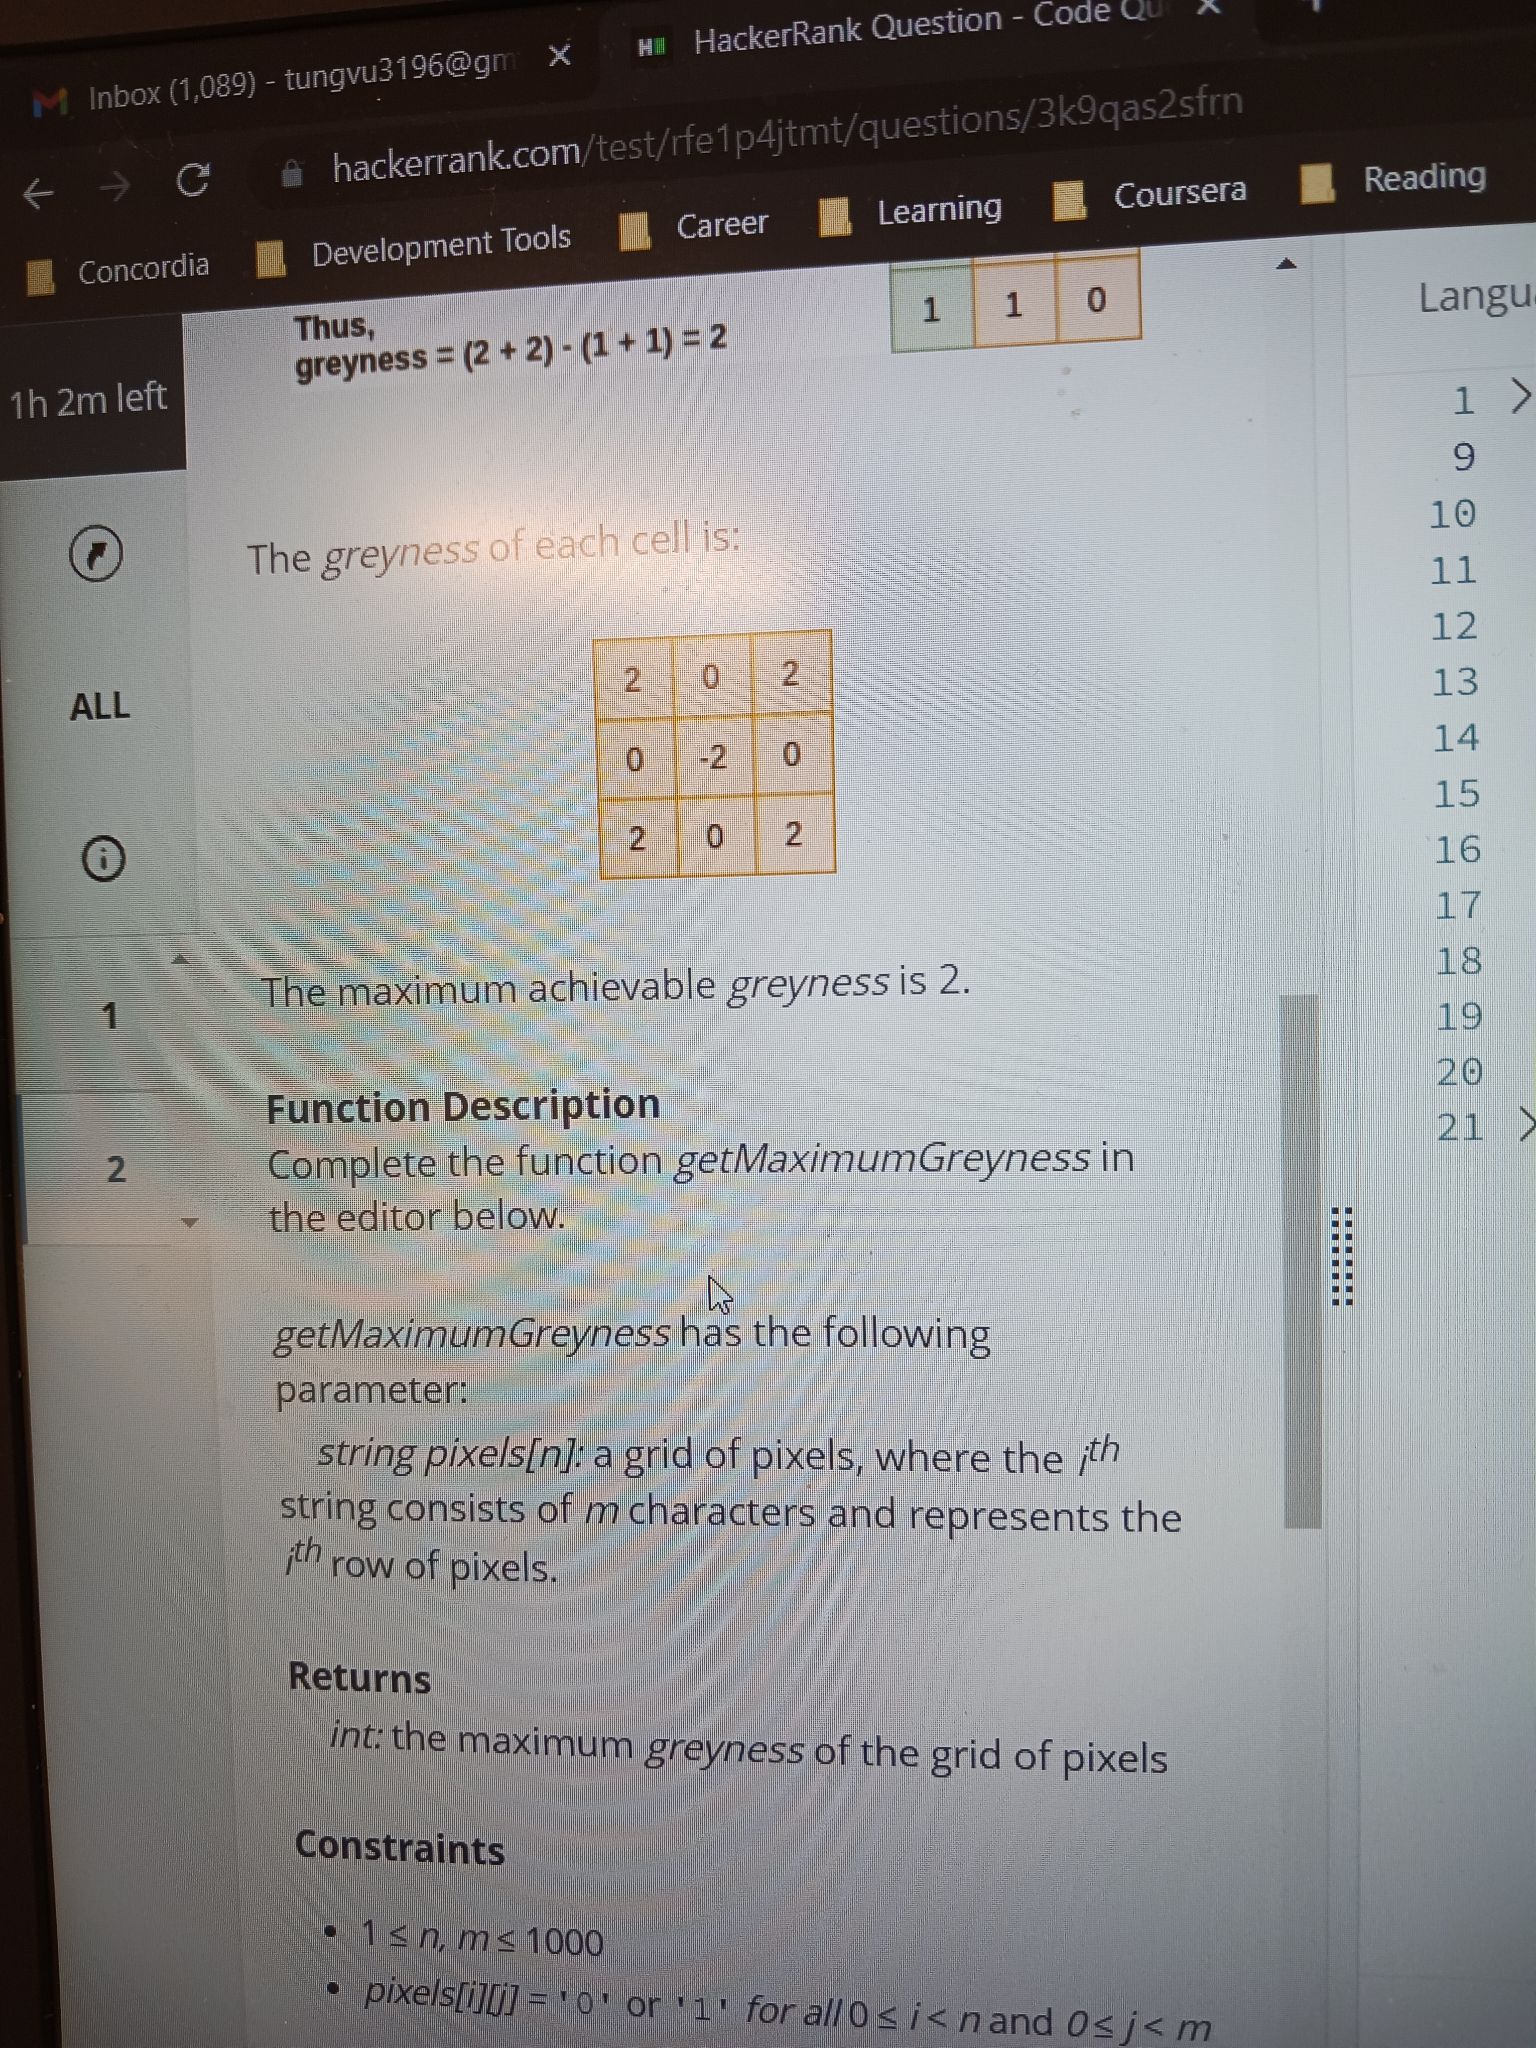 Inbox (1,089) - tungvu3196@gm
HackerRank Question - Code Qu
hackerrank.com/test/rfe1p4jtmt/questions/3k9qas2sfrn
Concordia
Development Tools
Career
Learning
Coursera
Reading
1h 2m left
Thus,
greyness = (2 + 2) - (1 + 1) = 2
1 1 0
Langu
The greyness of each cell is:
2 0 2
0 -2 0
2 0 2
ALL
1
2
The maximum achievable greyness is 2.
Function Description
Complete the function getMaximumGreyness in
the editor below.
getMaximumGreyness has the following
parameter:
string pixels[n]: a grid of pixels, where the ith
string consists of m characters and represents the
ith row of pixels.
Returns
int: the maximum greyness of the grid of pixels
Constraints
• 1 ≤ n, m ≤ 1000
• pixels[i][j] = '0' or '1' for all 0 ≤ i < n and 0 ≤ j < m
1
9
10
11
12
13
14
15
16
17
18
19
20
21